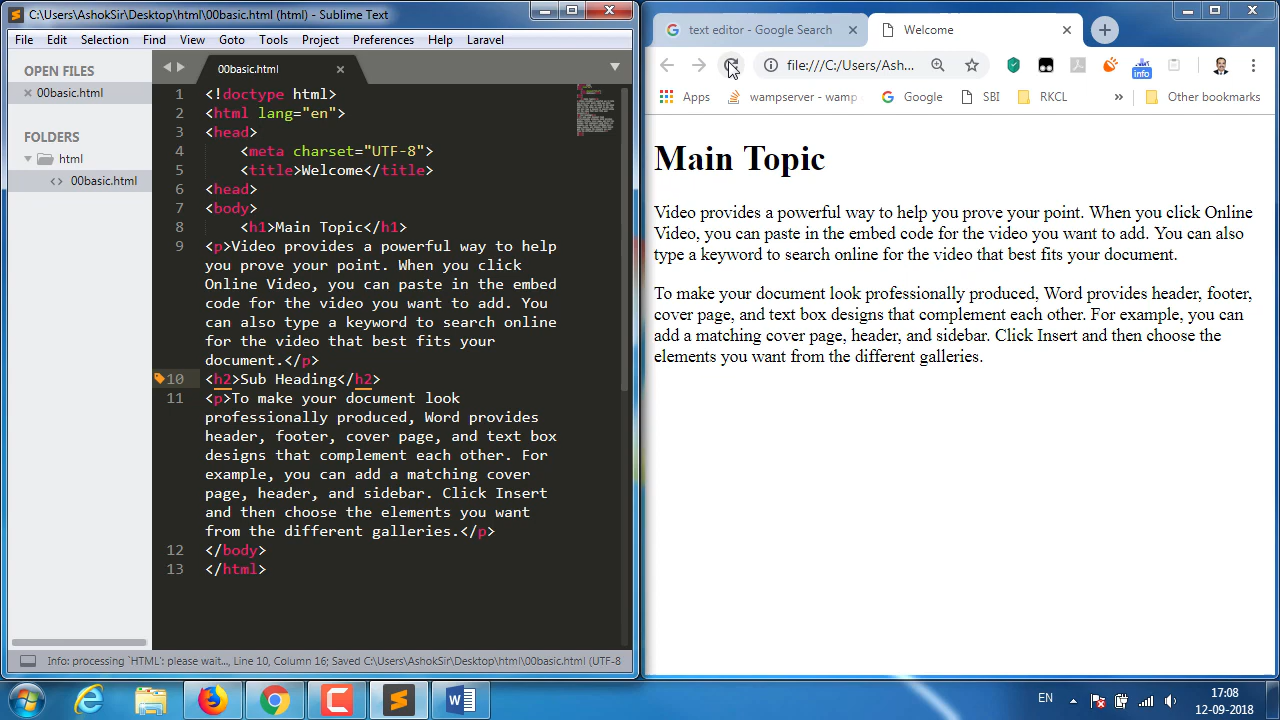 C:\Users\AshokSir\Desktop\html\00basic.html (html) - Sublime Text
File Edit Selection Find View Goto Tools Project Preferences Help Laravel
OPEN FILES
00basic.html
FOLDERS
html
<> 00basic.html
00basic.html
1 <!doctype html>
2 <html lang="en">
3 <head>
4 <meta charset="UTF-8">
5 <title>Welcome</title>
6 <head>
7 <body>
8 <h1>Main Topic</h1>
9 <p>Video provides a powerful way to help
you prove your point. When you click
Online Video, you can paste in the embed
code for the video you want to add. You
can also type a keyword to search online
for the video that best fits your
document.</p>
10 <h2>Sub Heading</h2>
11 <p>To make your document look
professionally produced, Word provides
header, footer, cover page, and text box
designs that complement each other. For
example, you can add a matching cover
page, header, and sidebar. Click Insert
and then choose the elements you want
from the different galleries.</p>
12 </body>
13 </html>
Info: processing `HTML': please wait..., Line 10, Column 16; Saved C:\Users\AshokSir\Desktop\html\00basic.html (UTF-8
text editor - Google Search
Welcome
file:///C:/Users/Ash...
info
Apps wampserver - wamp Google SBI RKCL » Other bookmarks
Main Topic
Video provides a powerful way to help you prove your point. When you click Online
Video, you can paste in the embed code for the video you want to add. You can also
type a keyword to search online for the video that best fits your document.
To make your document look professionally produced, Word provides header, footer,
cover page, and text box designs that complement each other. For example, you can
add a matching cover page, header, and sidebar. Click Insert and then choose the
elements you want from the different galleries.
EN
17:08
12-09-2018